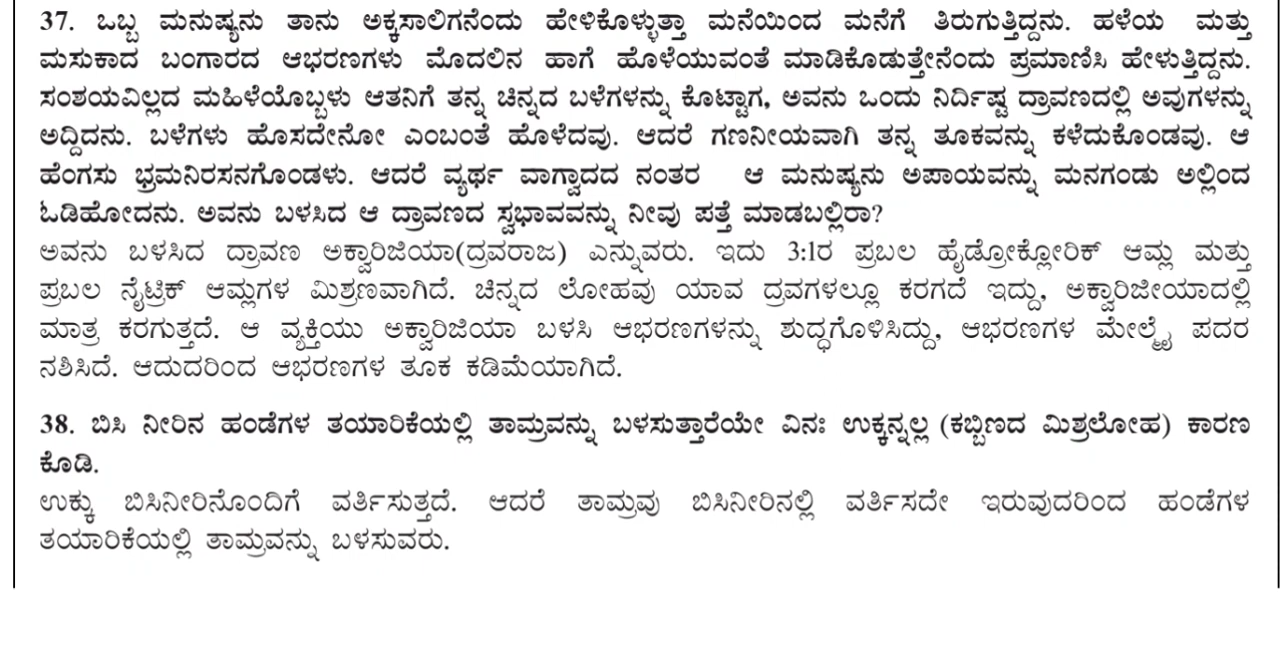 37. ಒಬ್ಬ ಮನುಷ್ಯನು ತಾನು ಅಕ್ಕಸಾಲಿಗನೆಂದು ಹೇಳಿಕೊಳ್ಳುತ್ತಾ ಮನೆಯಿಂದ ಮನೆಗೆ ತಿರುಗುತ್ತಿದ್ದನು. ಹಳೆಯ ಮತ್ತು
ಮಸುಕಾದ ಬಂಗಾರದ ಆಭರಣಗಳು ಮೊದಲಿನ ಹಾಗೆ ಹೊಳೆಯುವಂತೆ ಮಾಡಿಕೊಡುತ್ತೇನೆಂದು ಪ್ರಮಾಣಿಸಿ ಹೇಳುತ್ತಿದ್ದನು.
ಸಂಶಯವಿಲ್ಲದ ಮಹಿಳೆಯೊಬ್ಬಳು ಆತನಿಗೆ ತನ್ನ ಚಿನ್ನದ ಬಳೆಗಳನ್ನು ಕೊಟ್ಟಾಗ, ಅವನು ಒಂದು ನಿರ್ದಿಷ್ಟ ದ್ರಾವಣದಲ್ಲಿ ಅವುಗಳನ್ನು
ಅದ್ದಿದನು. ಬಳೆಗಳು ಹೊಸದೇನೋ ಎಂಬಂತೆ ಹೊಳೆದವು. ಆದರೆ ಗಣನೀಯವಾಗಿ ತನ್ನ ತೂಕವನ್ನು ಕಳೆದುಕೊಂಡವು. ಆ
ಹೆಂಗಸು ಭ್ರಮನಿರಸನಗೊಂಡಳು. ಆದರೆ ವ್ಯರ್ಥ ವಾಗ್ವಾದದ ನಂತರ ಆ ಮನುಷ್ಯನು ಅಪಾಯವನ್ನು ಮನಗಂಡು ಅಲ್ಲಿಂದ
ಓಡಿಹೋದನು. ಅವನು ಬಳಸಿದ ಆ ದ್ರಾವಣದ ಸ್ವಭಾವವನ್ನು ನೀವು ಪತ್ತೆ ಮಾಡಬಲ್ಲಿರಾ?
ಅವನು ಬಳಸಿದ ದ್ರಾವಣ ಅಕ್ವಾರಿಜಿಯಾ(ದ್ರವರಾಜ) ಎನ್ನುವರು. ಇದು 3:1ರ ಪ್ರಬಲ ಹೈಡ್ರೋಕ್ಲೋರಿಕ್ ಆಮ್ಲ ಮತ್ತು
ಪ್ರಬಲ ನೈಟ್ರಿಕ್ ಆಮ್ಲಗಳ ಮಿಶ್ರಣವಾಗಿದೆ. ಚಿನ್ನದ ಲೋಹವು ಯಾವ ದ್ರವಗಳಲ್ಲೂ ಕರಗದೆ ಇದ್ದು, ಅಕ್ವಾರಿಜೀಯಾದಲ್ಲಿ
ಮಾತ್ರ ಕರಗುತ್ತದೆ. ಆ ವ್ಯಕ್ತಿಯು ಅಕ್ವಾರಿಜಿಯಾ ಬಳಸಿ ಆಭರಣಗಳನ್ನು ಶುದ್ಧಗೊಳಿಸಿದ್ದು, ಆಭರಣಗಳ ಮೇಲ್ಮೈ ಪದರ
ನಶಿಸಿದೆ. ಆದುದರಿಂದ ಆಭರಣಗಳ ತೂಕ ಕಡಿಮೆಯಾಗಿದೆ.
38. ಬಿಸಿ ನೀರಿನ ಹಂಡೆಗಳ ತಯಾರಿಕೆಯಲ್ಲಿ ತಾಮ್ರವನ್ನು ಬಳಸುತ್ತಾರೆಯೇ ವಿನಃ ಉಕ್ಕನ್ನಲ್ಲ (ಕಬ್ಬಿಣದ ಮಿಶ್ರಲೋಹ) ಕಾರಣ
ಕೊಡಿ.
ಉಕ್ಕು ಬಿಸಿನೀರಿನೊಂದಿಗೆ ವರ್ತಿಸುತ್ತದೆ. ಆದರೆ ತಾಮ್ರವು ಬಿಸಿನೀರಿನಲ್ಲಿ ವರ್ತಿಸದೇ ಇರುವುದರಿಂದ ಹಂಡೆಗಳ
ತಯಾರಿಕೆಯಲ್ಲಿ ತಾಮ್ರವನ್ನು ಬಳಸುವರು.